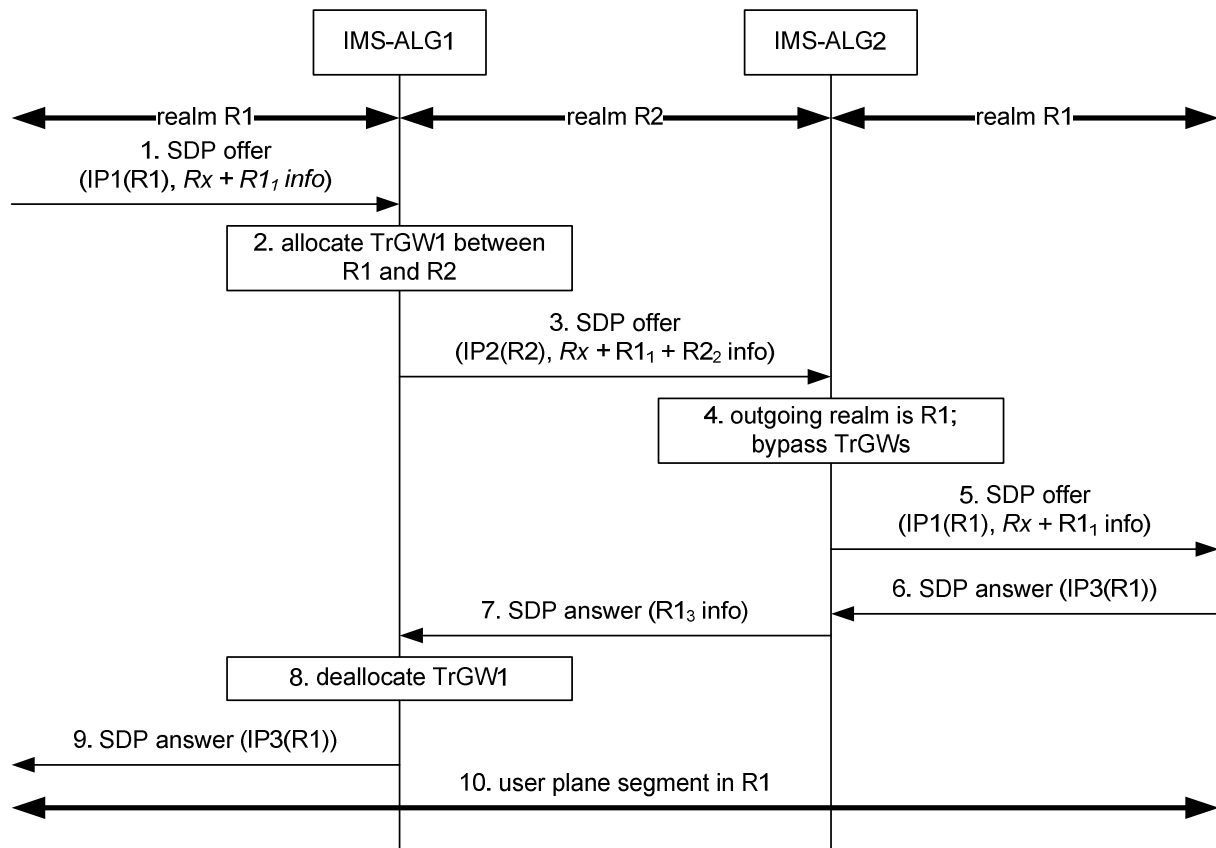 IMS-ALG1
IMS-ALG2
realm R1
realm R2
realm R1
1. SDP offer
(IP1(R1), Rx + R1₁ info)
2. allocate TrGW1 between
R1 and R2
3. SDP offer
(IP2(R2), Rx + R1₁ + R2₂ info)
4. outgoing realm is R1;
bypass TrGWs
5. SDP offer
(IP1(R1), Rx + R1₁ info)
6. SDP answer (IP3(R1))
7. SDP answer (R1₃ info)
8. deallocate TrGW1
9. SDP answer (IP3(R1))
10. user plane segment in R1